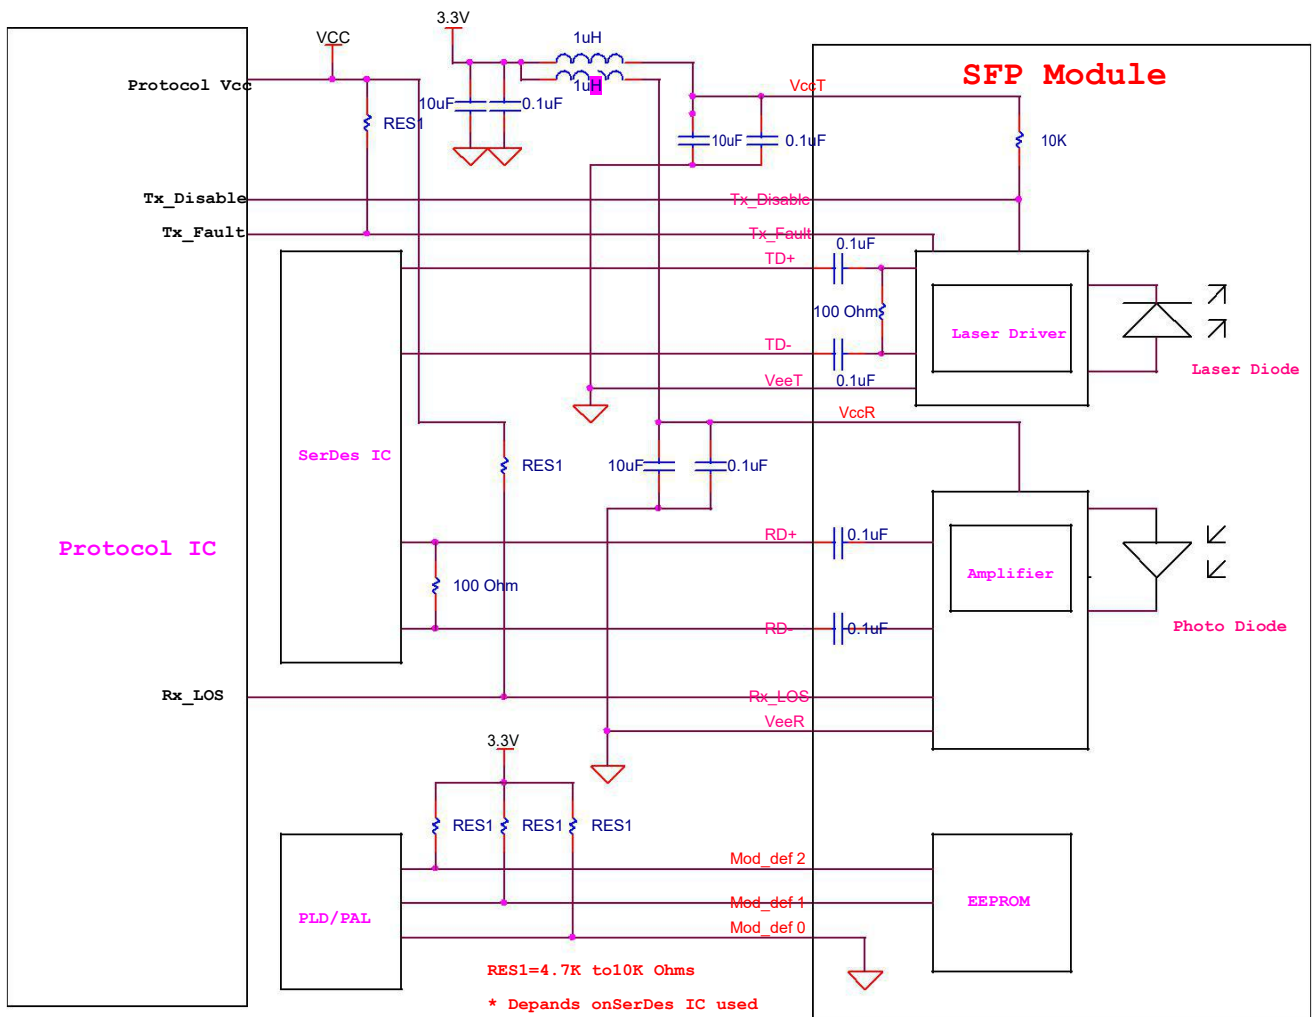 3.3V
VCC
1uH
1uH
SFP Module
Protocol Vcc
VccT
10uF
0.1uF
RES1
10uF
0.1uF
10K
Tx_Disable
Tx_Disable
Tx_Fault
Tx_Fault
0.1uF
TD+
100 Ohm
Laser Driver
TD-
Laser Diode
VeeT
0.1uF
VccR
SerDes IC
RES1
10uF
0.1uF
RD+
0.1uF
Protocol IC
Amplifier
100 Ohm
RD-
0.1uF
Photo Diode
Rx_LOS
Rx_LOS
VeeR
3.3V
RES1
RES1
RES1
Mod_def 2
Mod_def 1
EEPROM
PLD/PAL
Mod_def 0
RES1=4.7K to10K Ohms
* Depands onSerDes IC used